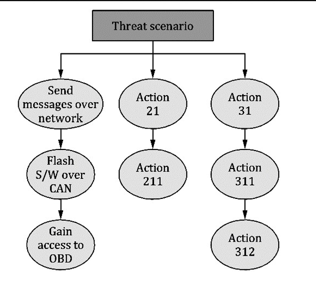 Threat scenario
Send
messages over
network
Action
21
Action
31
Flash
S/W over
CAN
Action
211
Action
311
Gain
access to
OBD
Action
312